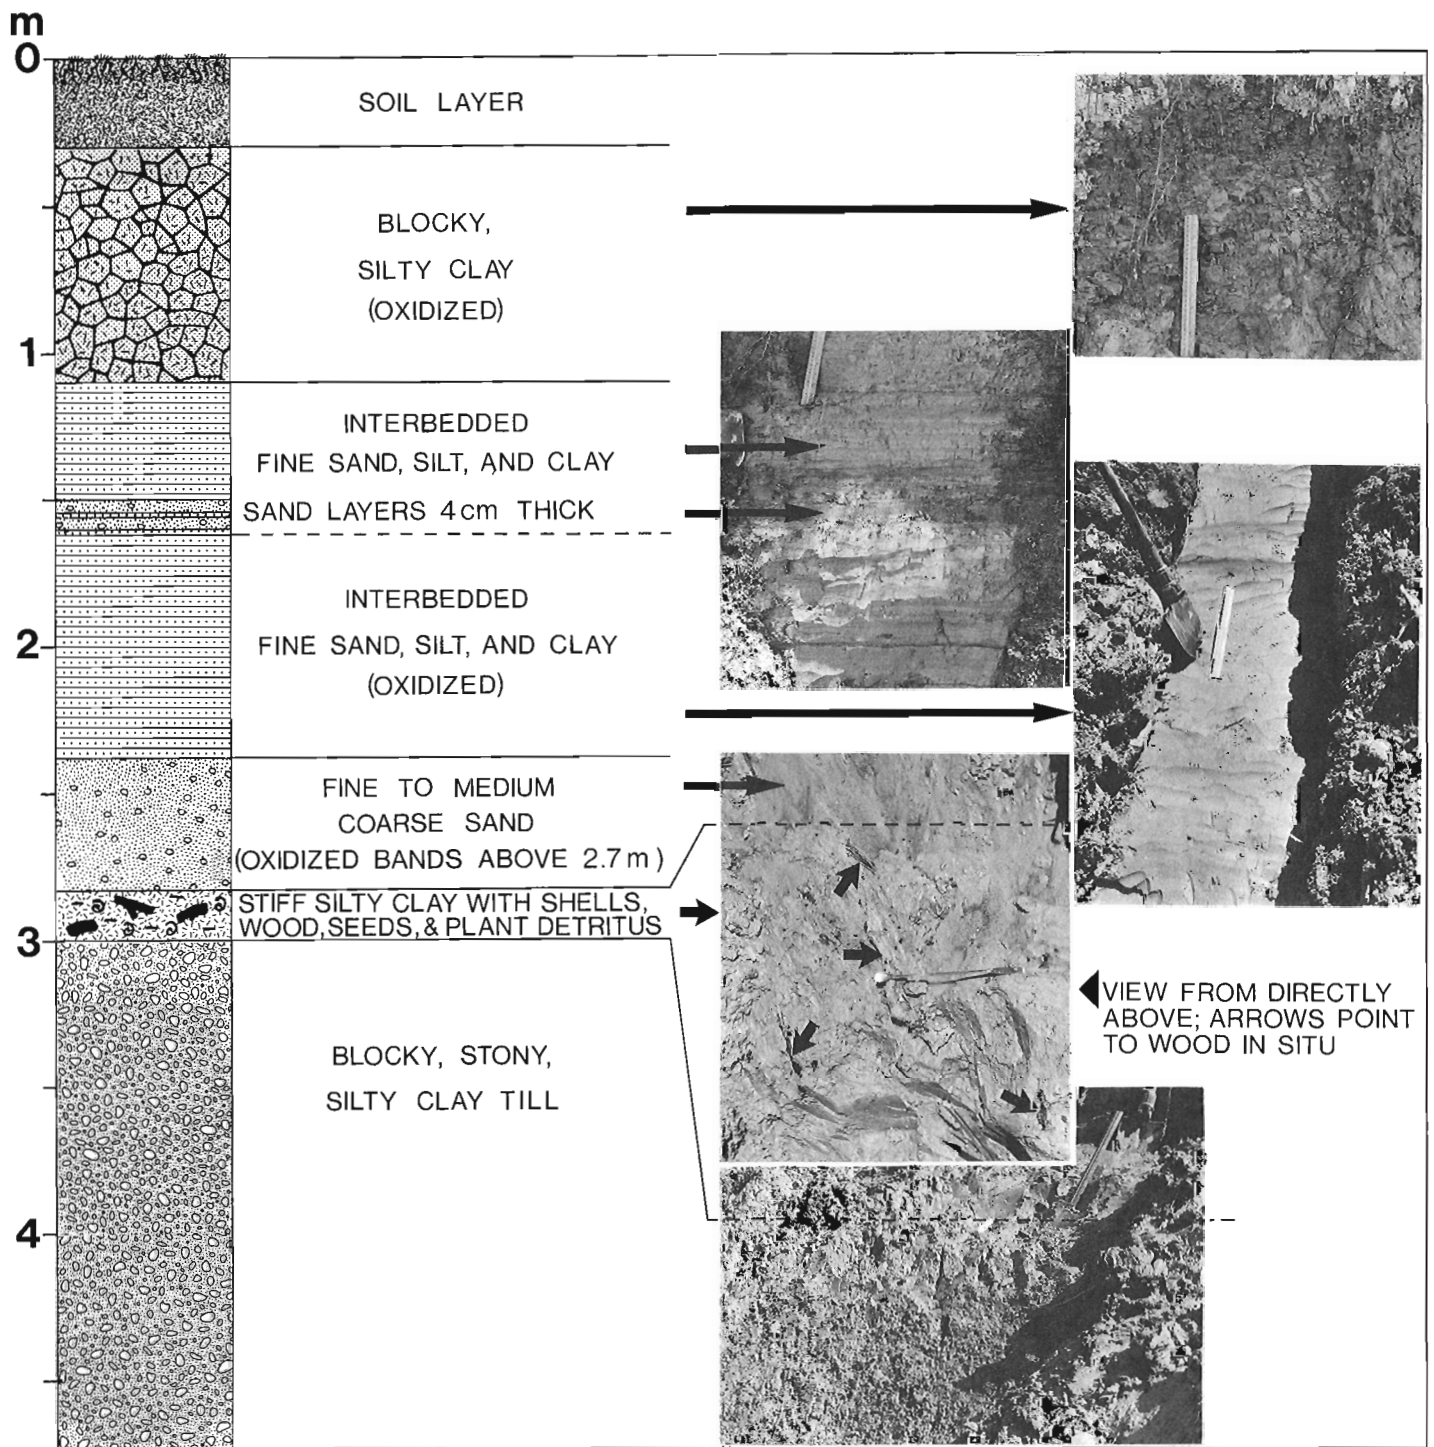 m
0
SOIL LAYER
BLOCKY,
SILTY CLAY
(OXIDIZED)
1
INTERBEDDED
FINE SAND, SILT, AND CLAY
SAND LAYERS 4cm THICK
INTERBEDDED
2
FINE SAND, SILT, AND CLAY
(OXIDIZED)
FINE TO MEDIUM
COARSE SAND
(OXIDIZED BANDS ABOVE 2.7m)
STIFF SILTY CLAY WITH SHELLS,
WOOD, SEEDS, & PLANT DETRITUS
3
VIEW FROM DIRECTLY
ABOVE; ARROWS POINT
TO WOOD IN SITU
BLOCKY, STONY,
SILTY CLAY TILL
4